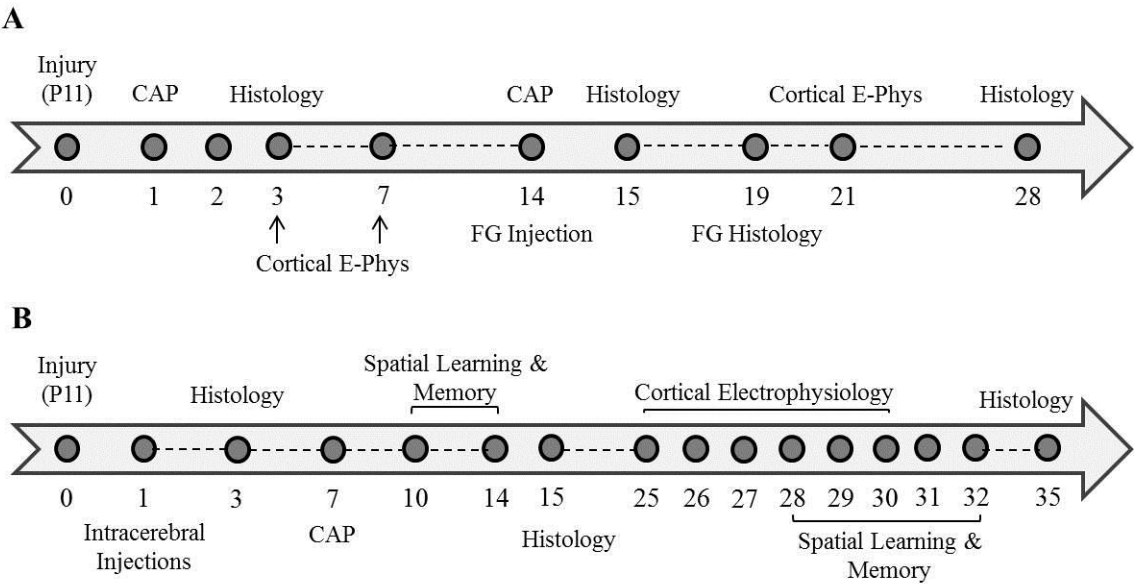 A
Injury
(P11)
CAP
Histology
CAP
Histology
Cortical E-Phys
Histology
0 1 2 3 7 14 15 19 21 28
FG Injection
FG Histology
Cortical E-Phys
B
Injury
(P11)
Histology
Spatial Learning &
Memory
Cortical Electrophysiology
Histology
0 1 3 7 10 14 15 25 26 27 28 29 30 31 32 35
Intracerebral
Injections
CAP
Histology
Spatial Learning &
Memory